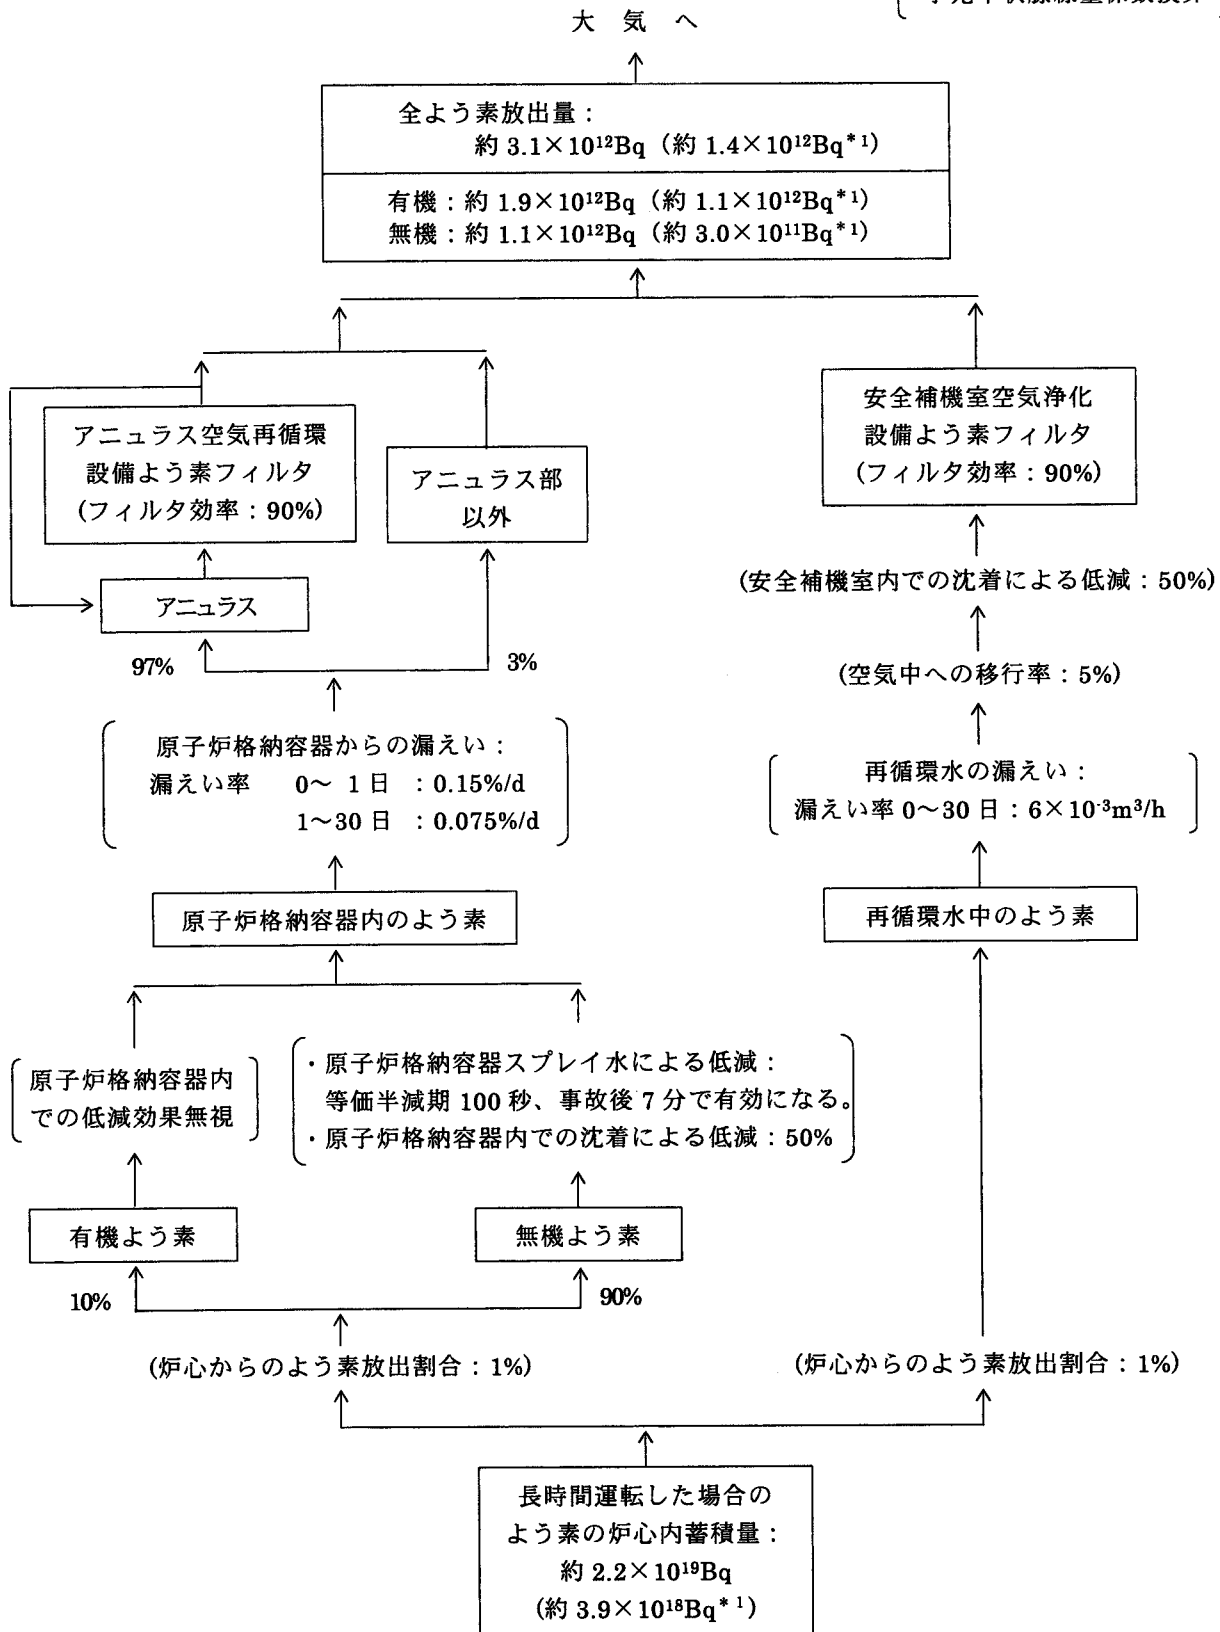 大 気 へ
全よう素放出量：
約 3.1×10¹²Bq（約 1.4×10¹²Bq*¹）
有機：約 1.9×10¹²Bq（約 1.1×10¹²Bq*¹）
無機：約 1.1×10¹²Bq（約 3.0×10¹¹Bq*¹）
アニュラス空気再循環
設備よう素フィルタ
(フィルタ効率：90%)
アニュラス部
以外
安全補機室空気浄化
設備よう素フィルタ
(フィルタ効率：90%)
(安全補機室内での沈着による低減：50%)
アニュラス
97%
3%
(空気中への移行率：5%)
原子炉格納容器からの漏えい：
漏えい率 0～ 1 日 ：0.15%/d
1～30 日 ：0.075%/d
再循環水の漏えい：
漏えい率 0～30 日：6×10⁻³m³/h
原子炉格納容器内のよう素
再循環水中のよう素
原子炉格納容器内
での低減効果無視
・原子炉格納容器スプレイ水による低減：
等価半減期 100 秒、事故後 7 分で有効になる。
・原子炉格納容器内での沈着による低減：50%
有機よう素
無機よう素
10%
90%
(炉心からのよう素放出割合：1%)
(炉心からのよう素放出割合：1%)
長時間運転した場合の
よう素の炉心内蓄積量：
約 2.2×10¹⁹Bq
(約 3.9×10¹⁸Bq*¹)